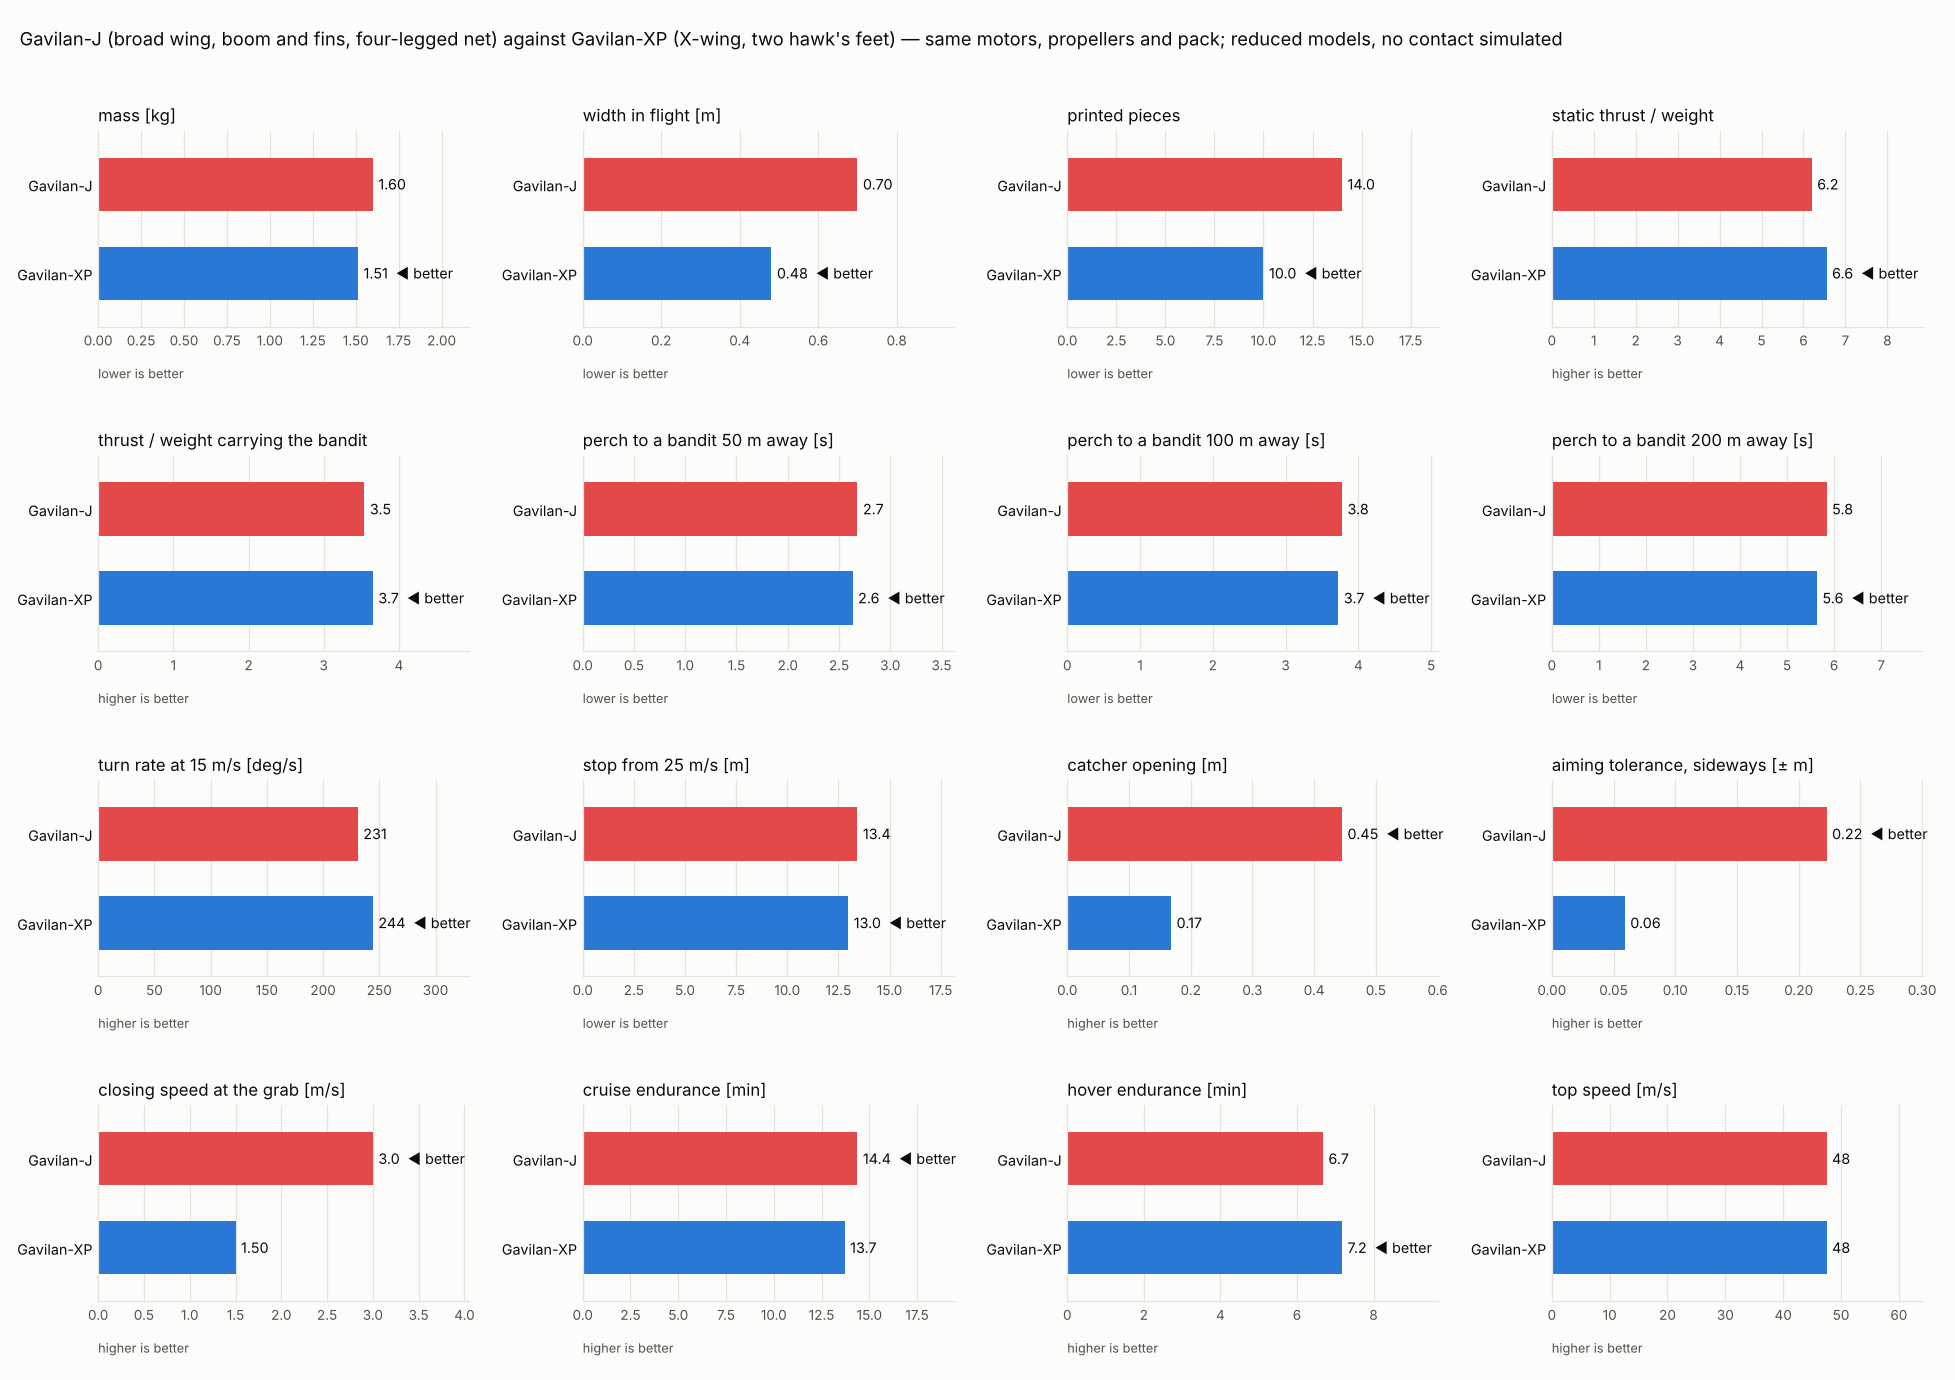 Gavilan-J (broad wing, boom and fins, four-legged net) against Gavilan-XP (X-wing, two hawk's feet) — same motors, propellers and pack; reduced models, no contact simulated
mass [kg]
Gavilan-J
1.60
Gavilan-XP
1.51 ◄ better
0.00 0.25 0.50 0.75 1.00 1.25 1.50 1.75 2.00
lower is better
width in flight [m]
Gavilan-J
0.70
Gavilan-XP
0.48 ◄ better
0.0 0.2 0.4 0.6 0.8
lower is better
printed pieces
Gavilan-J
14.0
Gavilan-XP
10.0 ◄ better
0.0 2.5 5.0 7.5 10.0 12.5 15.0 17.5
lower is better
static thrust / weight
Gavilan-J
6.2
Gavilan-XP
6.6 ◄ better
0 1 2 3 4 5 6 7 8
higher is better
thrust / weight carrying the bandit
Gavilan-J
3.5
Gavilan-XP
3.7 ◄ better
0 1 2 3 4
higher is better
perch to a bandit 50 m away [s]
Gavilan-J
2.7
Gavilan-XP
2.6 ◄ better
0.0 0.5 1.0 1.5 2.0 2.5 3.0 3.5
lower is better
perch to a bandit 100 m away [s]
Gavilan-J
3.8
Gavilan-XP
3.7 ◄ better
0 1 2 3 4 5
lower is better
perch to a bandit 200 m away [s]
Gavilan-J
5.8
Gavilan-XP
5.6 ◄ better
0 1 2 3 4 5 6 7
lower is better
turn rate at 15 m/s [deg/s]
Gavilan-J
231
Gavilan-XP
244 ◄ better
0 50 100 150 200 250 300
higher is better
stop from 25 m/s [m]
Gavilan-J
13.4
Gavilan-XP
13.0 ◄ better
0.0 2.5 5.0 7.5 10.0 12.5 15.0 17.5
lower is better
catcher opening [m]
Gavilan-J
0.45 ◄ better
Gavilan-XP
0.17
0.0 0.1 0.2 0.3 0.4 0.5 0.6
higher is better
aiming tolerance, sideways [± m]
Gavilan-J
0.22 ◄ better
Gavilan-XP
0.06
0.00 0.05 0.10 0.15 0.20 0.25 0.30
higher is better
closing speed at the grab [m/s]
Gavilan-J
3.0 ◄ better
Gavilan-XP
1.50
0.0 0.5 1.0 1.5 2.0 2.5 3.0 3.5 4.0
higher is better
cruise endurance [min]
Gavilan-J
14.4 ◄ better
Gavilan-XP
13.7
0.0 2.5 5.0 7.5 10.0 12.5 15.0 17.5
higher is better
hover endurance [min]
Gavilan-J
6.7
Gavilan-XP
7.2 ◄ better
0 2 4 6 8
higher is better
top speed [m/s]
Gavilan-J
48
Gavilan-XP
48
0 10 20 30 40 50 60
higher is better